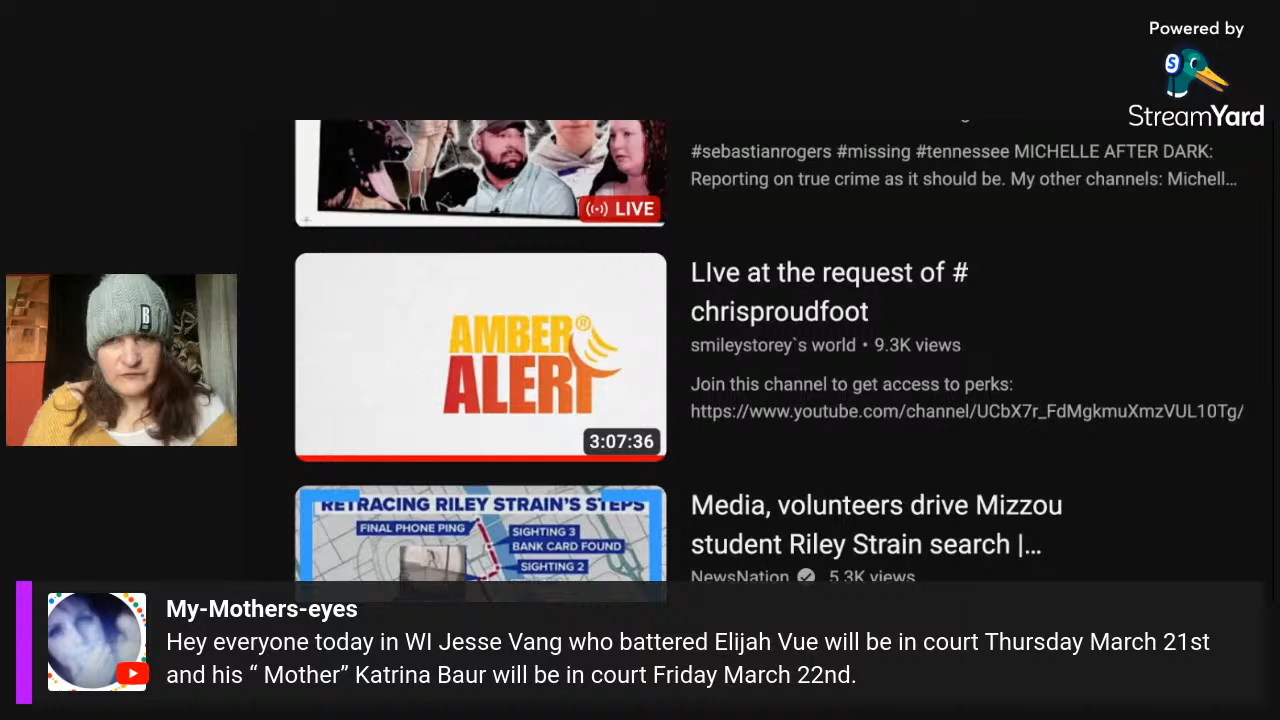 Powered by
StreamYard
#sebastianrogers #missing #tennessee MICHELLE AFTER DARK:
Reporting on true crime as it should be. My other channels: Michell...
LIVE
LIve at the request of #
chrisproudfoot
smileystorey`s world • 9.3K views
Join this channel to get access to perks:
https://www.youtube.com/channel/UCbX7r_FdMgkmuXmzVUL10Tg/
AMBER®
ALERT
3:07:36
RETRACING RILEY STRAIN'S STEPS
FINAL PHONE PING
SIGHTING 3
BANK CARD FOUND
SIGHTING 2
Media, volunteers drive Mizzou
student Riley Strain search |...
NewsNation 5.3K views
My-Mothers-eyes
Hey everyone today in WI Jesse Vang who battered Elijah Vue will be in court Thursday March 21st
and his “ Mother” Katrina Baur will be in court Friday March 22nd.